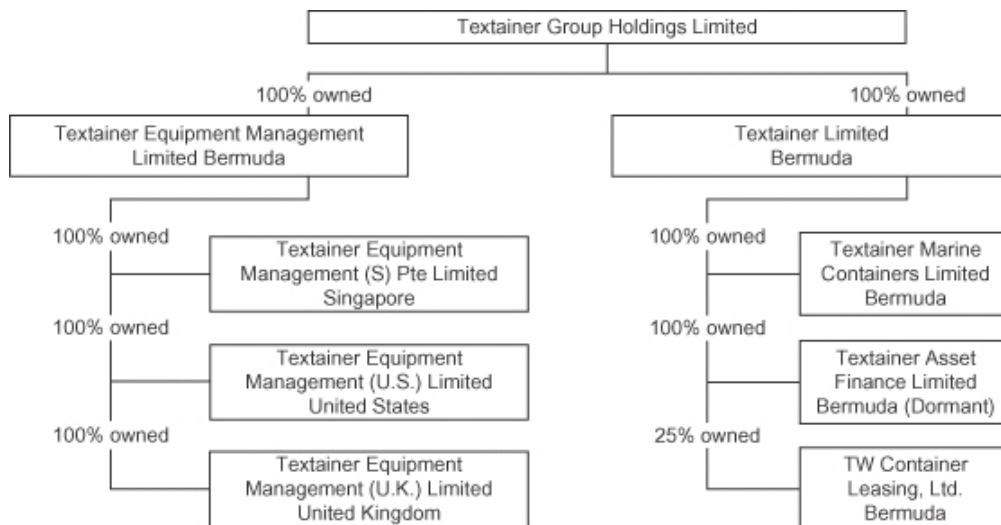 Textainer Group Holdings Limited
100% owned
100% owned
Textainer Equipment Management
Limited Bermuda
Textainer Limited
Bermuda
100% owned
Textainer Equipment
Management (S) Pte Limited
Singapore
100% owned
Textainer Equipment
Management (U.S.) Limited
United States
100% owned
Textainer Equipment
Management (U.K.) Limited
United Kingdom
100% owned
Textainer Marine
Containers Limited
Bermuda
100% owned
Textainer Asset
Finance Limited
Bermuda (Dormant)
25% owned
TW Container
Leasing, Ltd.
Bermuda